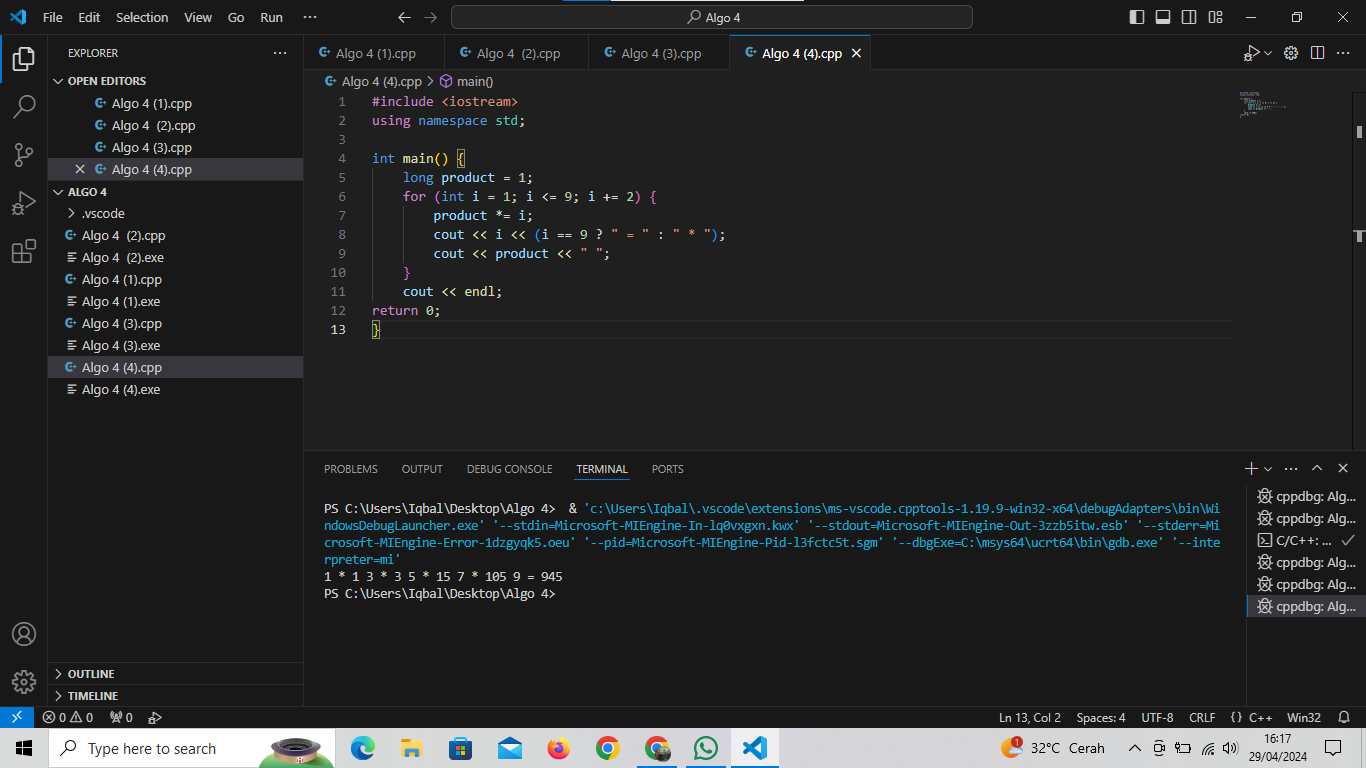 File Edit Selection View Go Run ··· Algo 4
EXPLORER ···
OPEN EDITORS
Algo 4 (1).cpp
Algo 4  (2).cpp
Algo 4 (3).cpp
Algo 4 (4).cpp
ALGO 4
.vscode
Algo 4  (2).cpp
Algo 4  (2).exe
Algo 4 (1).cpp
Algo 4 (1).exe
Algo 4 (3).cpp
Algo 4 (3).exe
Algo 4 (4).cpp
Algo 4 (4).exe
OUTLINE
TIMELINE
Algo 4 (1).cpp Algo 4  (2).cpp Algo 4 (3).cpp Algo 4 (4).cpp
Algo 4 (4).cpp > main()
1 #include <iostream>
2 using namespace std;
3
4 int main() {
5     long product = 1;
6     for (int i = 1; i <= 9; i += 2) {
7         product *= i;
8         cout << i << (i == 9 ? " = " : " * ");
9         cout << product << " ";
10     }
11     cout << endl;
12 return 0;
13 }
PROBLEMS OUTPUT DEBUG CONSOLE TERMINAL PORTS
PS C:\Users\Iqbal\Desktop\Algo 4>  & 'c:\Users\Iqbal\.vscode\extensions\ms-vscode.cpptools-1.19.9-win32-x64\debugAdapters\bin\Wi
ndowsDebugLauncher.exe' '--stdin=Microsoft-MIEngine-In-lq0vxgxn.kwx' '--stdout=Microsoft-MIEngine-Out-3zzb5itw.esb' '--stderr=Mi
crosoft-MIEngine-Error-1dzgyqk5.oeu' '--pid=Microsoft-MIEngine-Pid-l3fctc5t.sgm' '--dbgExe=C:\msys64\ucrt64\bin\gdb.exe' '--inte
rpreter=mi'
1 * 1 3 * 3 5 * 15 7 * 105 9 = 945
PS C:\Users\Iqbal\Desktop\Algo 4>
cppdbg: Alg...
cppdbg: Alg...
C/C++: ...
cppdbg: Alg...
cppdbg: Alg...
cppdbg: Alg...
0 0 0 Ln 13, Col 2 Spaces: 4 UTF-8 CRLF {} C++ Win32
Type here to search 1 32°C Cerah 16:17
29/04/2024